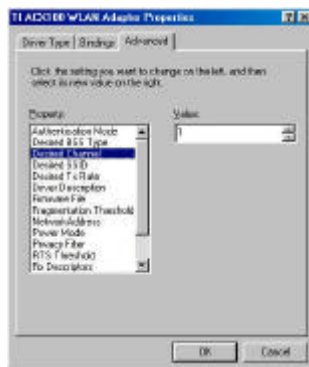 TI ACX100 WLAN Adapter Properties
Driver Type Bindings Advanced
Click the setting you want to change on the left, and then
select its new value on the right.
Property: Value:
Authentication Mode 1
Desired BSS Type
Desired Channel
Desired SSID
Desired Tx Rate
Driver Description
Firmware File
Fragmentation Threshold
Network Address
Power Mode
Privacy Filter
RTS Threshold
Rx Descriptors
OK Cancel